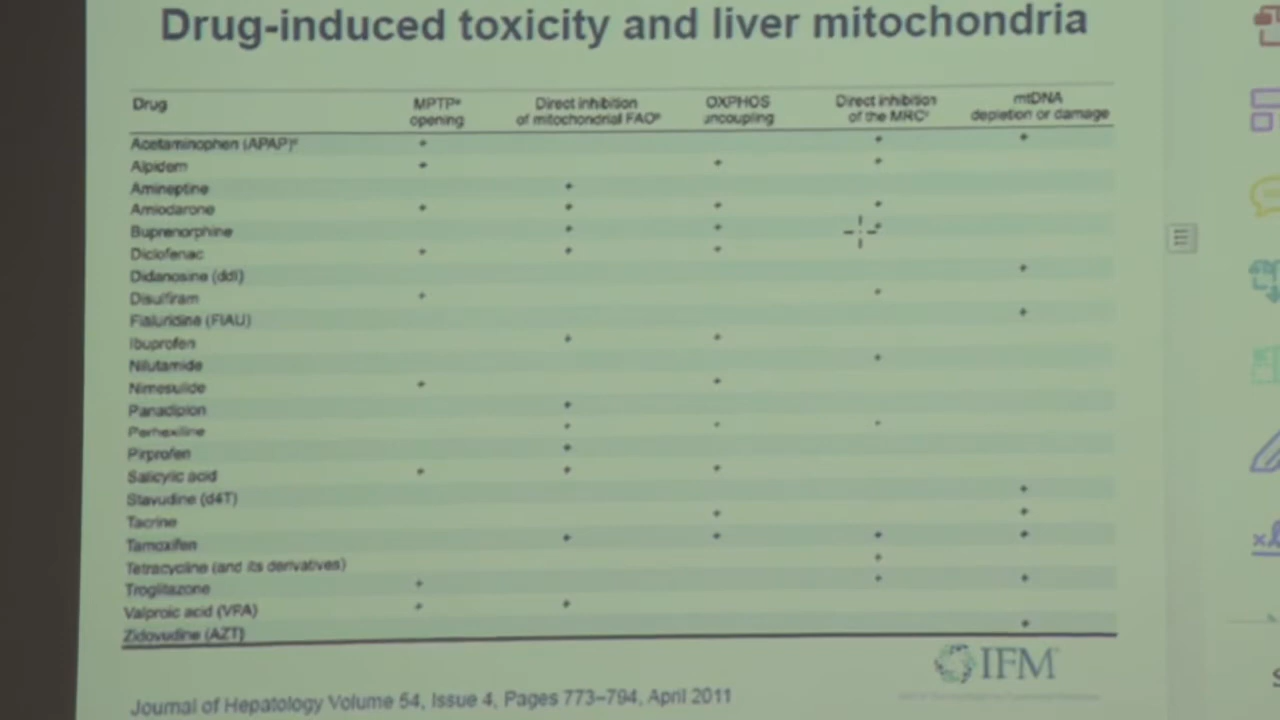 Drug-induced toxicity and liver mitochondria
Drug MPTPᵃ opening Direct inhibition of mitochondrial FAOᵇ OXPHOS uncoupling Direct inhibition of the MRCᶜ mtDNA depletion or damage
Acetaminophen (APAP)ᵈ + + +
Alpidem + + +
Amineptine +
Amiodarone + + + +
Buprenorphine + + +
Diclofenac + + +
Didanosine (ddI) +
Disulfiram + +
Fialuridine (FIAU) +
Ibuprofen + +
Nilutamide +
Nimesulide + +
Panadiplon +
Perhexiline + + +
Pirprofen +
Salicylic acid + + +
Stavudine (d4T) +
Tacrine + +
Tamoxifen + + + +
Tetracycline (and its derivatives) +
Troglitazone + + +
Valproic acid (VPA) + +
Zidovudine (AZT) +
IFM
Journal of Hepatology Volume 54, Issue 4, Pages 773–794, April 2011